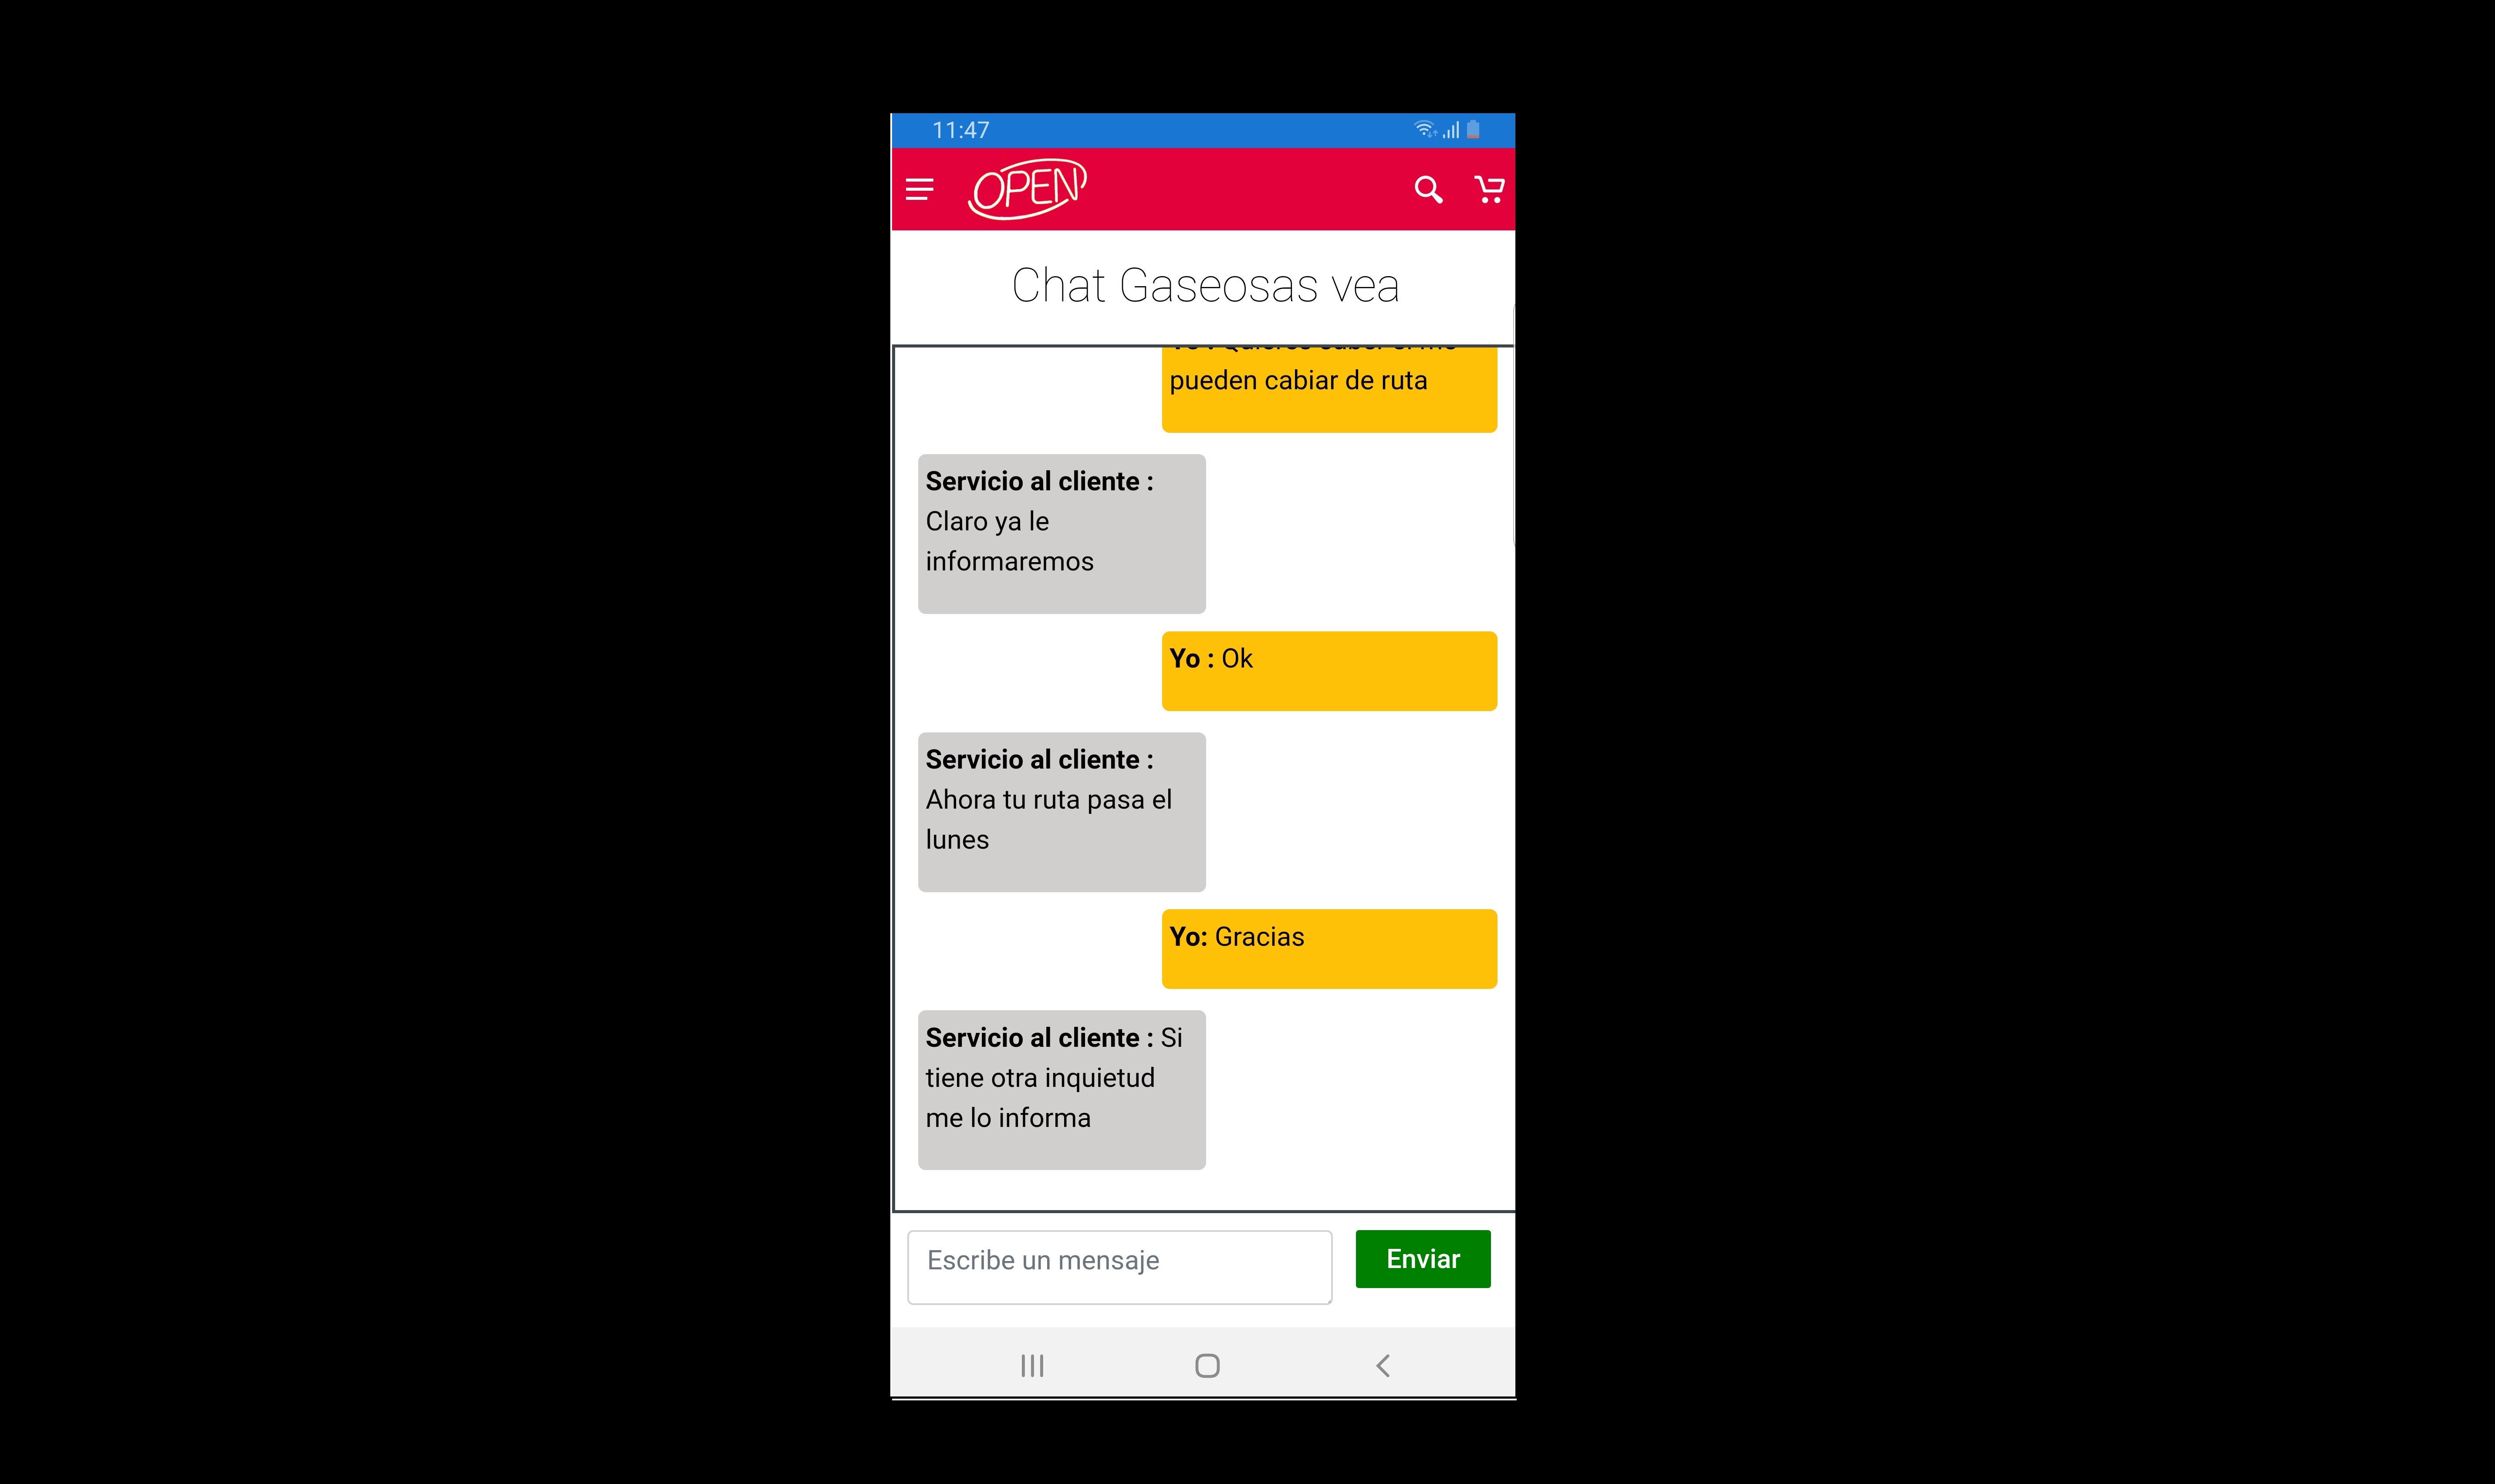 11:47
OPEN
Chat Gaseosas vea
pueden cabiar de ruta
Servicio al cliente :
Claro ya le
informaremos
Yo : Ok
Servicio al cliente :
Ahora tu ruta pasa el
lunes
Yo: Gracias
Servicio al cliente : Si
tiene otra inquietud
me lo informa
Escribe un mensaje
Enviar